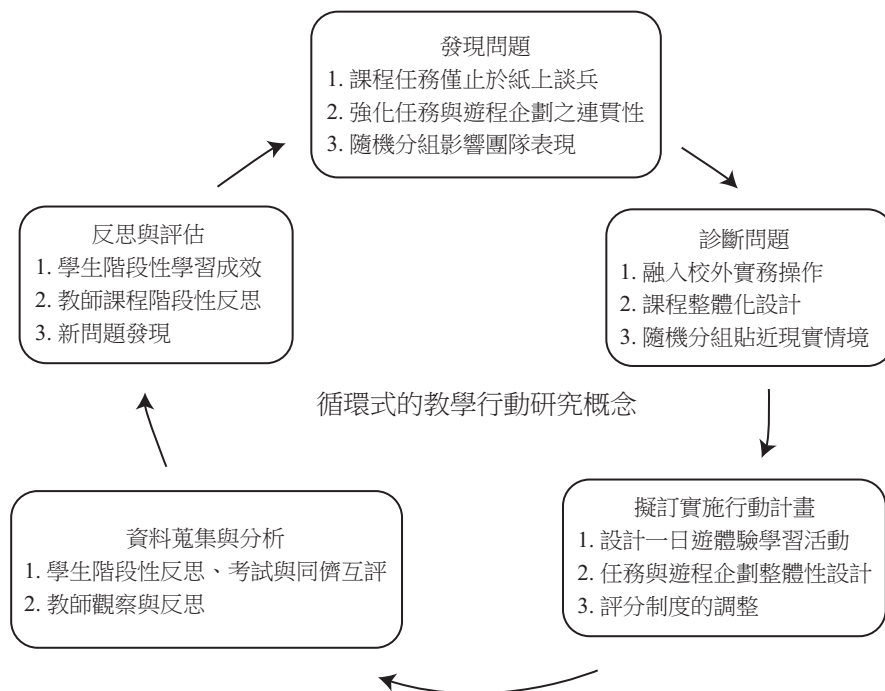 發現問題
1. 課程任務僅止於紙上談兵
2. 強化任務與遊程企劃之連貫性
3. 隨機分組影響團隊表現
診斷問題
1. 融入校外實務操作
2. 課程整體化設計
3. 隨機分組貼近現實情境
擬訂實施行動計畫
1. 設計一日遊體驗學習活動
2. 任務與遊程企劃整體性設計
3. 評分制度的調整
資料蒐集與分析
1. 學生階段性反思、考試與同儕互評
2. 教師觀察與反思
反思與評估
1. 學生階段性學習成效
2. 教師課程階段性反思
3. 新問題發現
循環式的教學行動研究概念